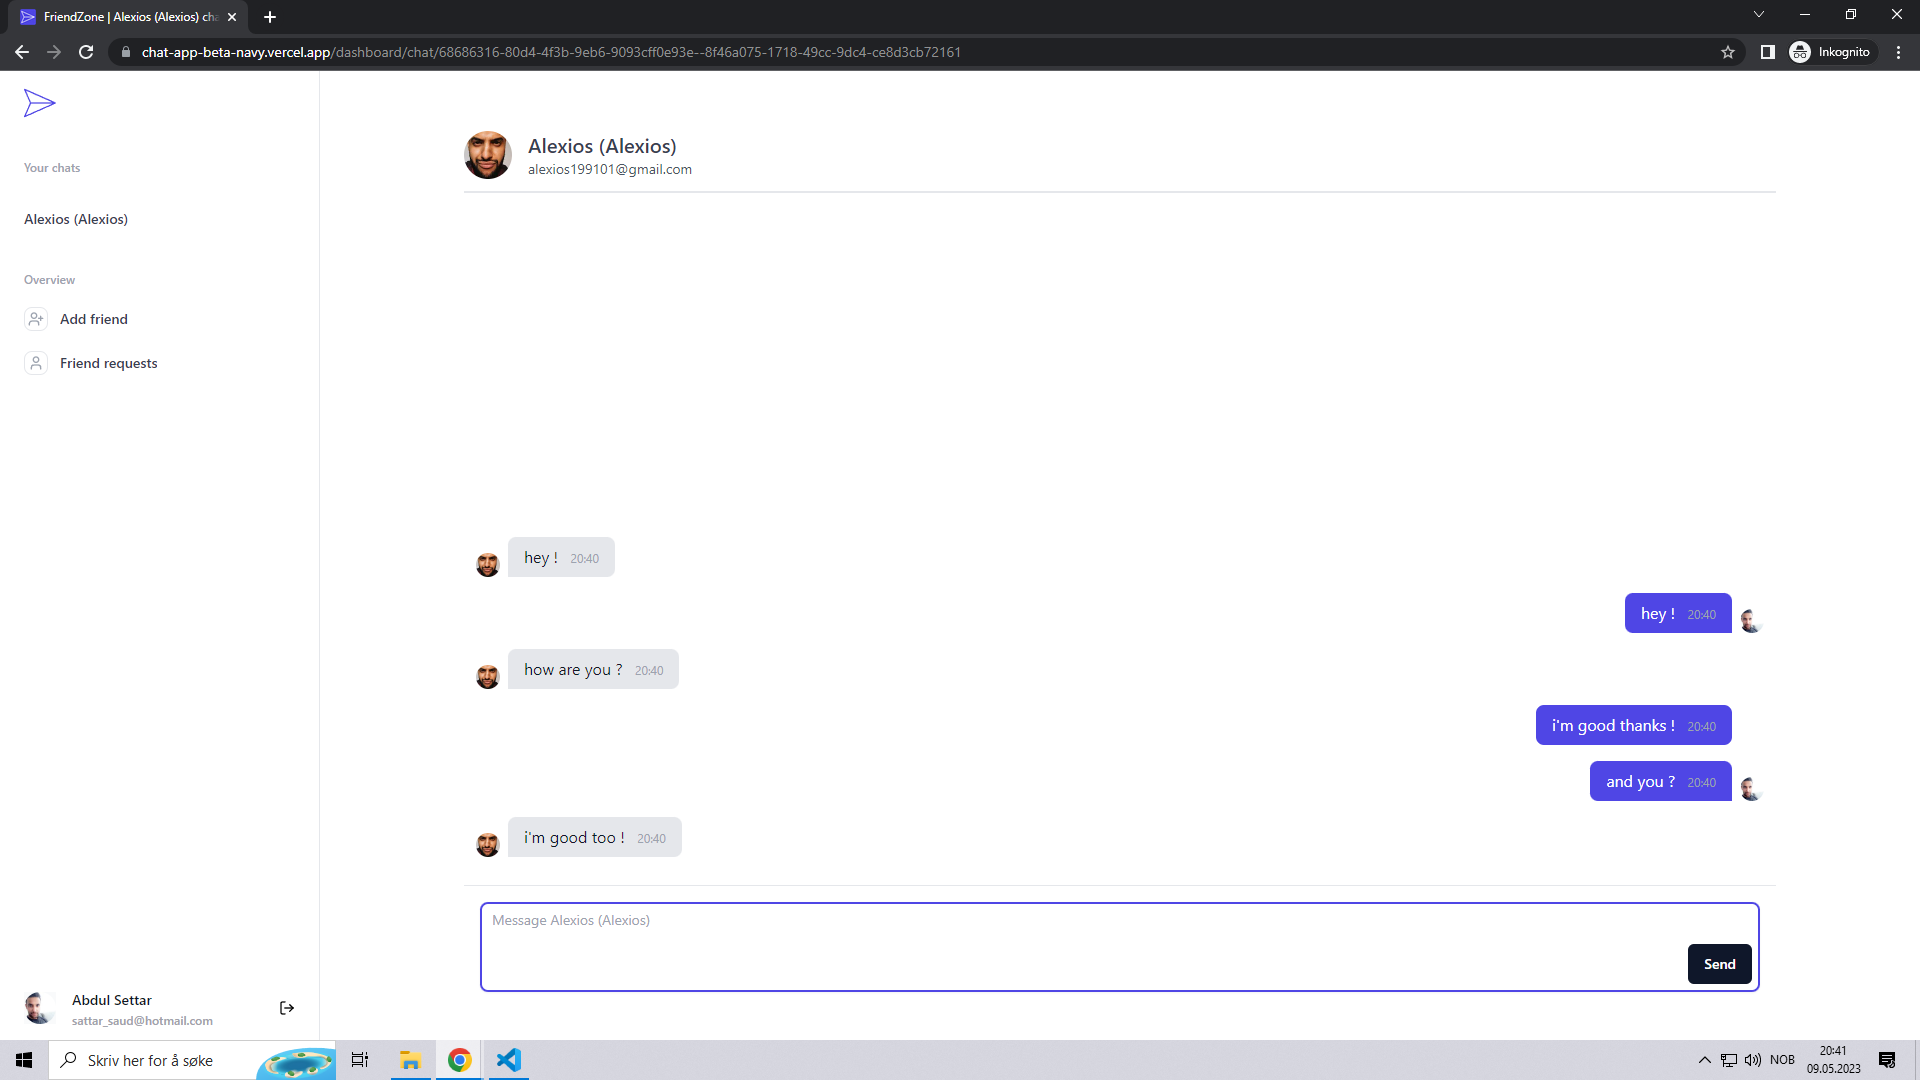 FriendZone | Alexios (Alexios) cha
chat-app-beta-navy.vercel.app/dashboard/chat/68686316-80d4-4f3b-9eb6-9093cff0e93e--8f46a075-1718-49cc-9dc4-ce8d3cb72161
Inkognito
Your chats
Alexios (Alexios)
Overview
Add friend
Friend requests
Alexios (Alexios)
alexios199101@gmail.com
hey ! 20:40
hey ! 20:40
how are you ? 20:40
i'm good thanks ! 20:40
and you ? 20:40
i'm good too ! 20:40
Message Alexios (Alexios)
Send
Abdul Settar
sattar_saud@hotmail.com
Skriv her for å søke
NOB
20:41
09.05.2023